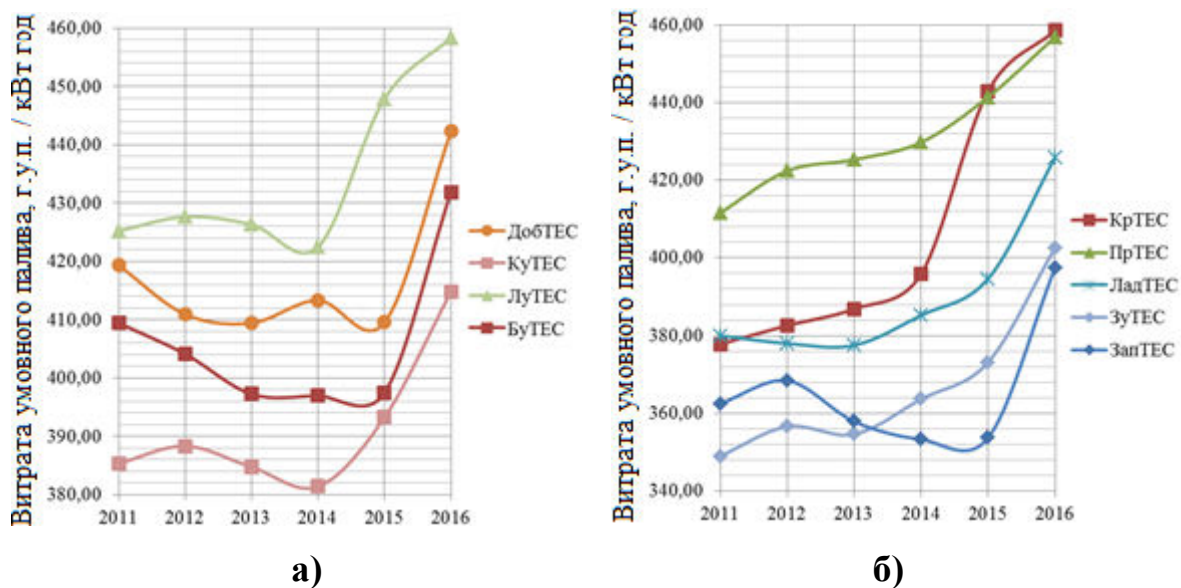 Витрата умовного палива, г.у.п. / кВт год
460,00
450,00
440,00
430,00
420,00
410,00
400,00
390,00
380,00
2011 2012 2013 2014 2015 2016
ДобТЕС
КуТЕС
ЛуТЕС
БуТЕС
а)
Витрата умовного палива, г.у.п. / кВт год
460,00
440,00
420,00
400,00
380,00
360,00
340,00
2011 2012 2013 2014 2015 2016
КрТЕС
ПрТЕС
ЛадТЕС
ЗуТЕС
ЗапТЕС
б)